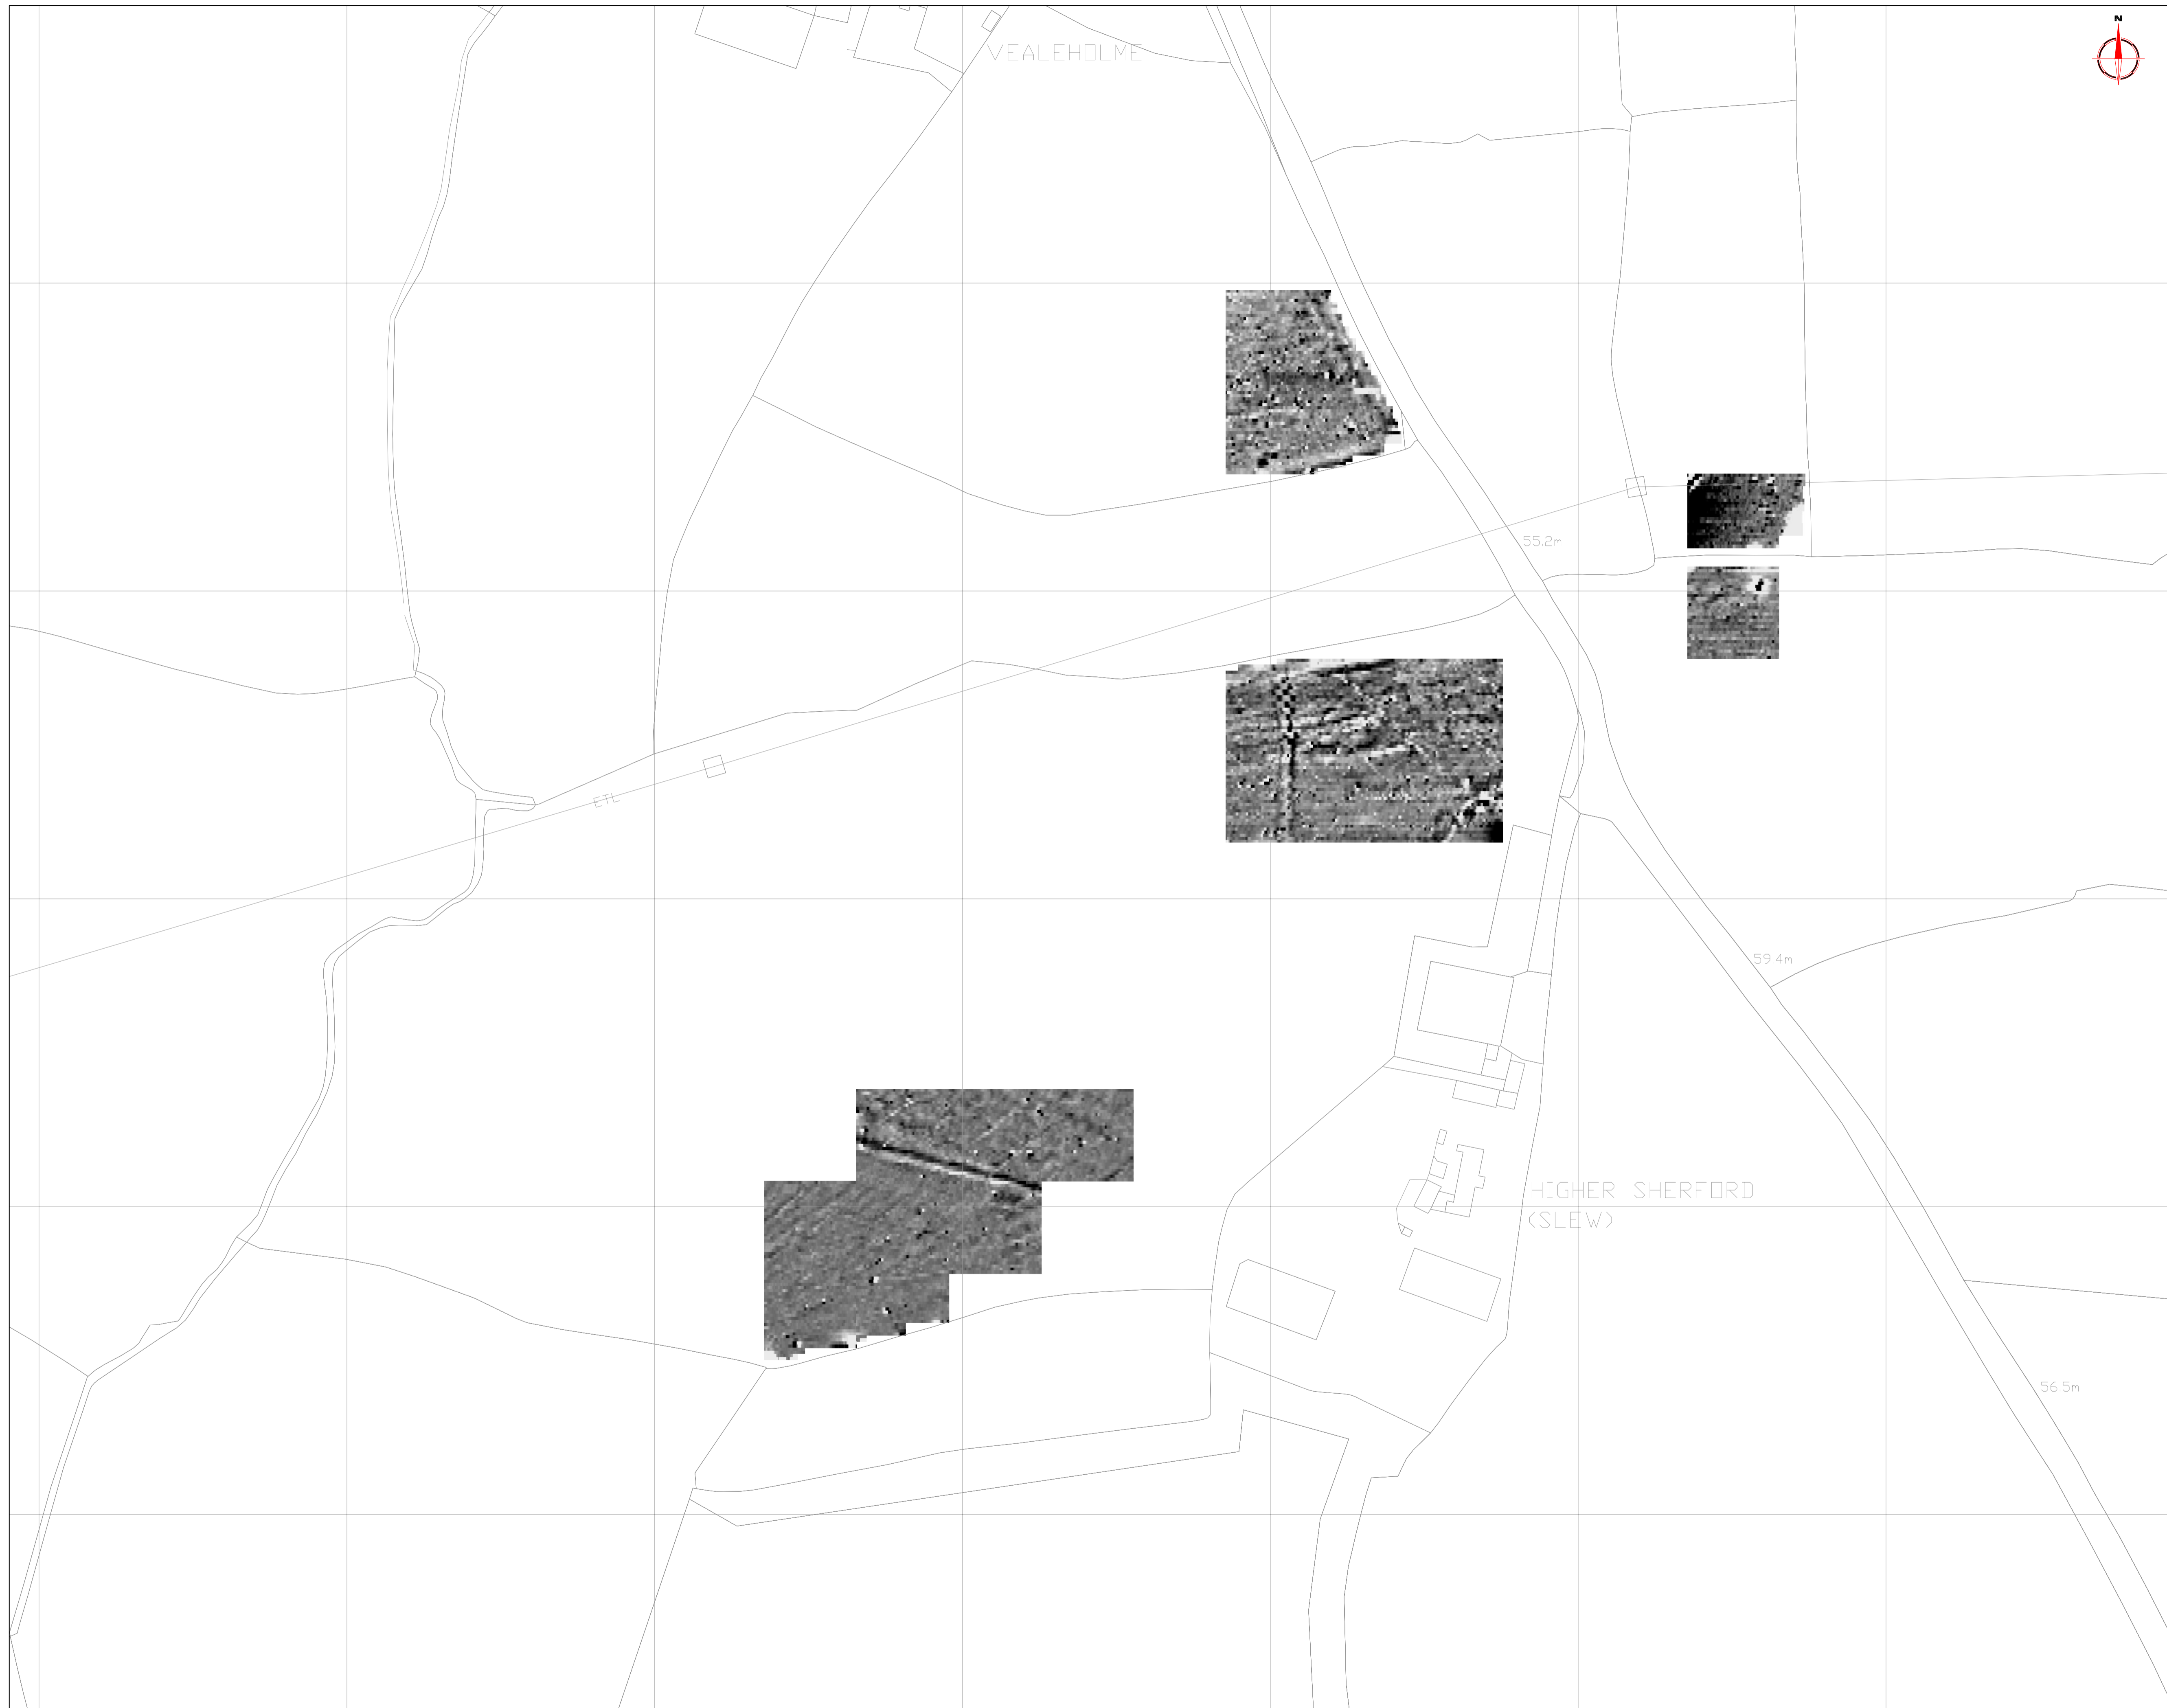 N
VEALEHOLME
55.2m
ETL
59.4m
HIGHER SHERFORD
(SLEW)
56.5m